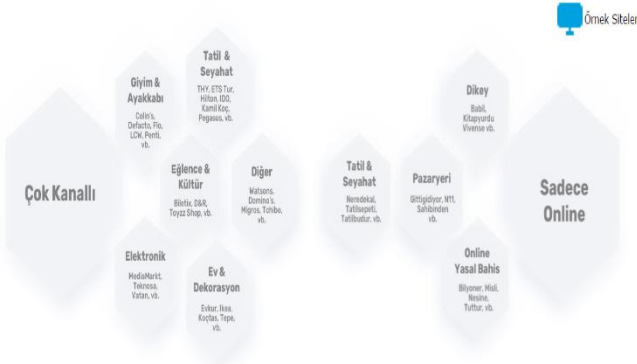 Örnek Siteler
Çok Kanallı
Giyim &
Ayakkabı
Colin's,
Defacto, Flo,
LCW, Penti,
vb.
Tatil &
Seyahat
THY, ETS Tur,
Hilton, IDO,
Kamil Koç,
Pegasus, vb.
Eğlence &
Kültür
Biletix, D&R,
Toyzz Shop, vb.
Diğer
Watsons,
Domino's,
Migros, Tchibo,
vb.
Elektronik
MediaMarkt,
Teknosa,
Vatan, vb.
Ev &
Dekorasyon
Evkur, Ikea,
Koçtaş, Tepe,
vb.
Tatil &
Seyahat
Neredekal,
Tatilsepeti,
Tatilbudur, vb.
Pazaryeri
Gittigidiyor, N11,
Sahibinden
vb.
Dikey
Babil,
Kitapyurdu
Vivense vb.
Online
Yasal Bahis
Bilyoner, Misli,
Nesine,
Tuttur, vb.
Sadece
Online